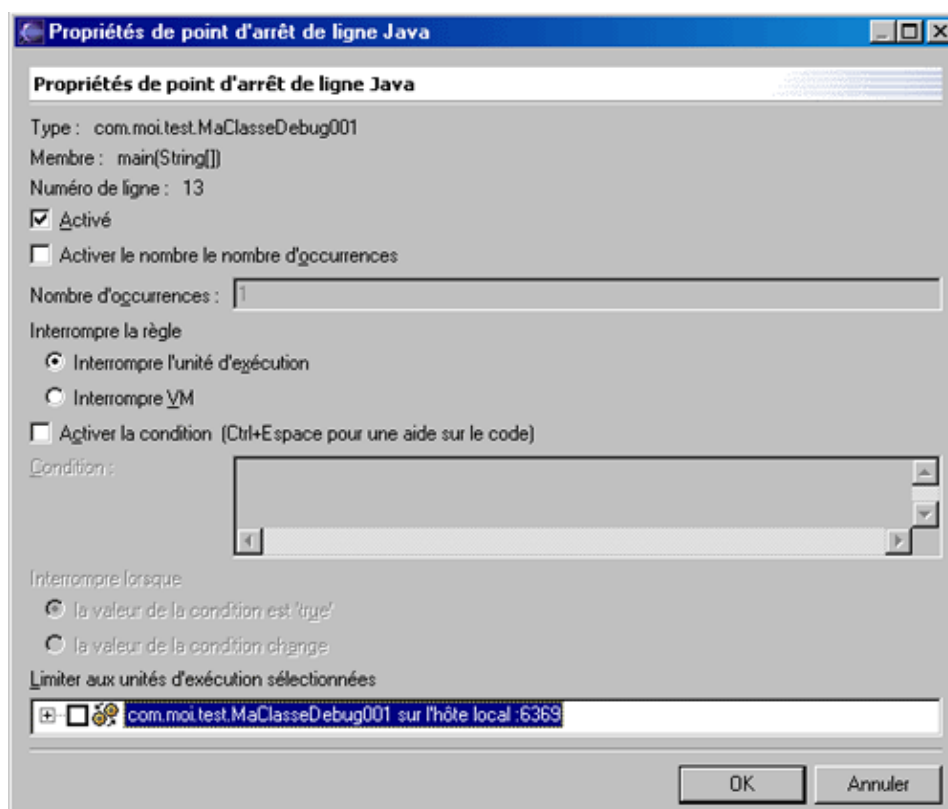 Propriétés de point d'arrêt de ligne Java
Propriétés de point d'arrêt de ligne Java
Type : com.moi.test.MaClasseDebug001
Membre : main(String[])
Numéro de ligne : 13
Activé
Activer le nombre le nombre d'occurrences
Nombre d'occurrences : 1
Interrompre la règle
Interrompre l'unité d'exécution
Interrompre VM
Activer la condition (Ctrl+Espace pour une aide sur le code)
Condition :
Interrompre lorsque
la valeur de la condition est 'true'
la valeur de la condition change
Limiter aux unités d'exécution sélectionnées
com.moi.test.MaClasseDebug001 sur l'hôte local :6369
OK Annuler